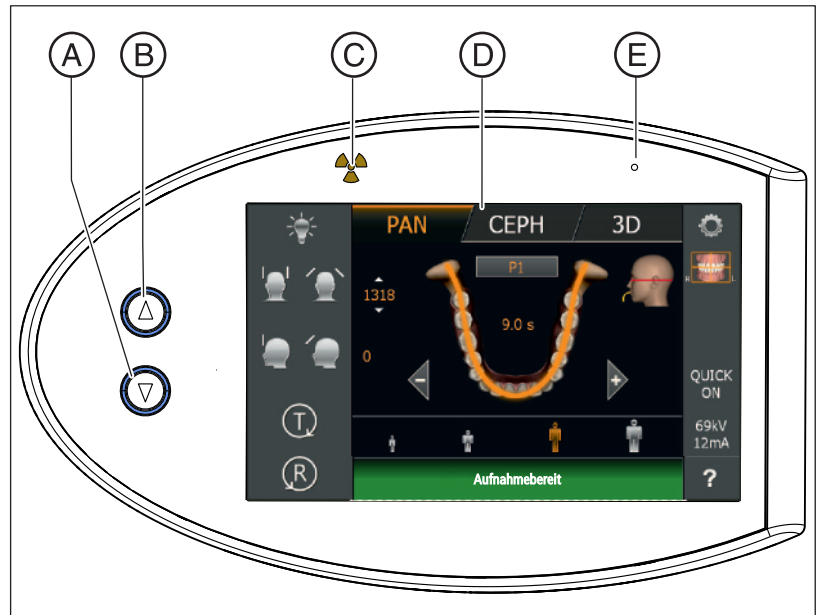 A B C D E
PAN CEPH 3D
P1
1318
9.0 s
R L
0
- +
QUICK
ON
T
69kV
12mA
R
Aufnahmebereit ?